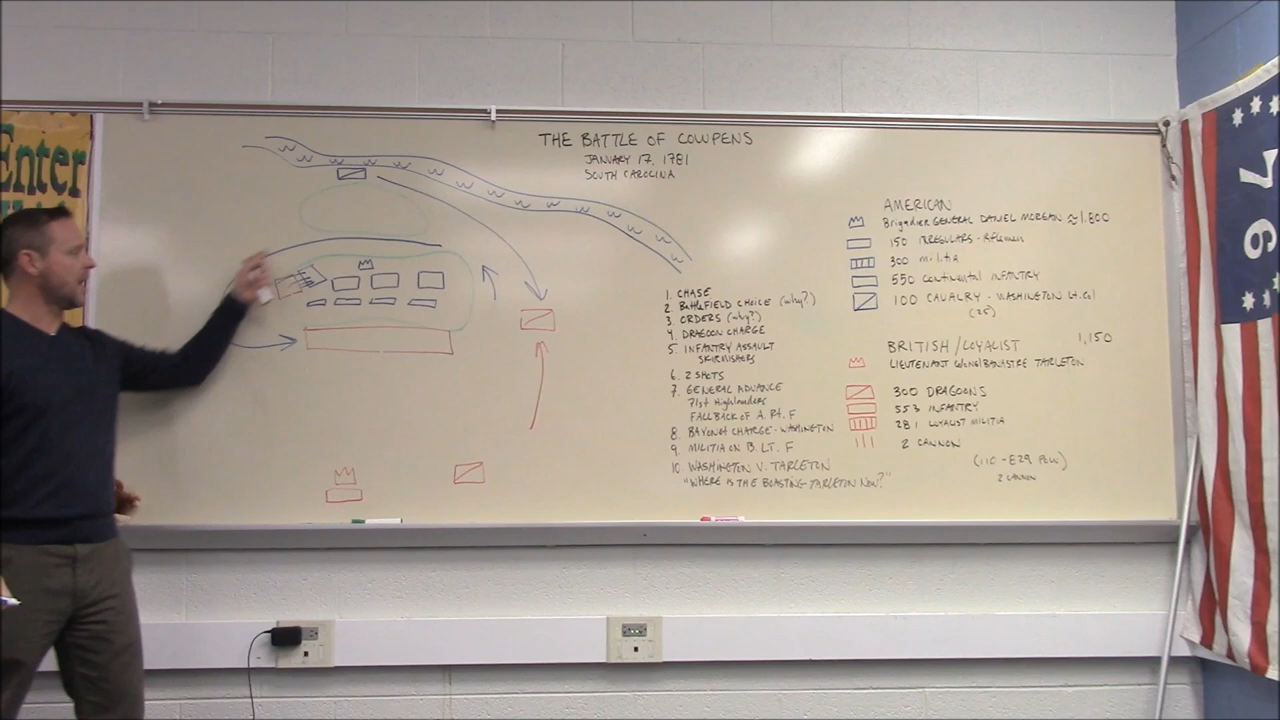 Enter
THE BATTLE OF COWPENS
JANUARY 17, 1781
SOUTH CAROLINA
1. CHASE
2. BattleFIELD CHOICE (why?)
3. ORDERS (why?)
4. DRAGOON CHARGE
5. INFANTRY ASSAULT
SKIRMISHERS
6. 2 SHOTS
7. GENERAL ADVANCE
71st Highlanders
FALLBACK OF A. Rt. F
8. BAYONET CHARGE - WASHINGTON
9. MILITIA ON B. LT. F
10. WASHINGTON V. TARLETON
"WHERE IS THE BOASTING TARLETON NOW?"
AMERICAN
BrigadiER GENERAL DANIEL MORGAN ≈ 1,800
150 IRREGULARS - Riflemen
300 militia
550 Continental INFANTRY
100 CAVALRY - WASHINGTON Lt. Col
(25)
BRITISH / LOYALIST 1,150
LIEUTENANT BANASTRE TARLETON
300 DRAGOONS
553 INFANTRY
281 LOYALIST MILITIA
2 CANNON
(110 - 829 POW)
2 CANNON
76